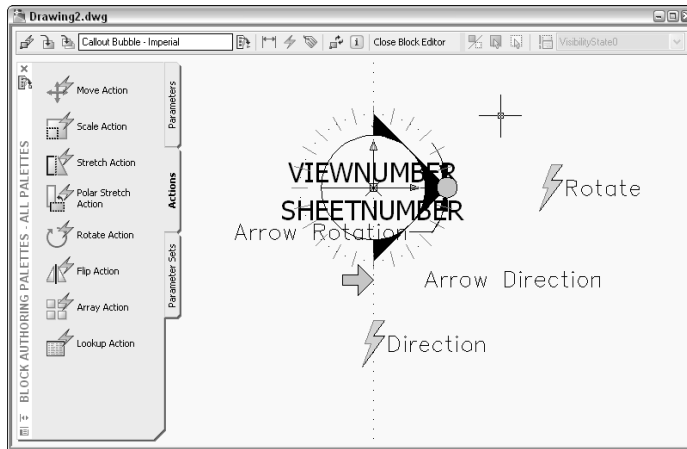 Drawing2.dwg
Callout Bubble - Imperial
Close Block Editor
VisibilityState0
BLOCK AUTHORING PALETTES - ALL PALETTES
Move Action
Scale Action
Stretch Action
Polar Stretch
Action
Rotate Action
Flip Action
Array Action
Lookup Action
Parameters
Actions
Parameter Sets
VIEWNUMBER
SHEETNUMBER
Arrow Rotation
Rotate
Arrow Direction
Direction